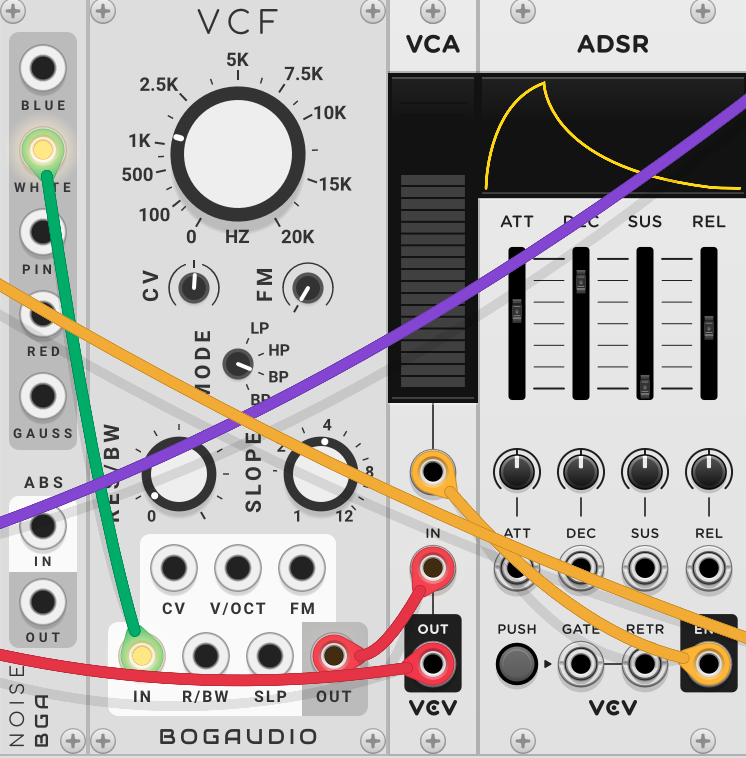 BLUE
WHITE
PIN
RED
GAUSS
ABS
IN
OUT
NOISE
BGA
VCF
5K
2.5K
7.5K
1K
10K
500
15K
100
0
HZ
20K
CV
FM
MODE
LP
HP
BP
RES/BW
0
SLOPE
4
2
8
1
12
CV
V/OCT
FM
IN
R/BW
SLP
OUT
BOGAUDIO
VCA
IN
OUT
VCV
ADSR
ATT
DEC
SUS
REL
ATT
DEC
SUS
REL
PUSH
GATE
RETR
VCV